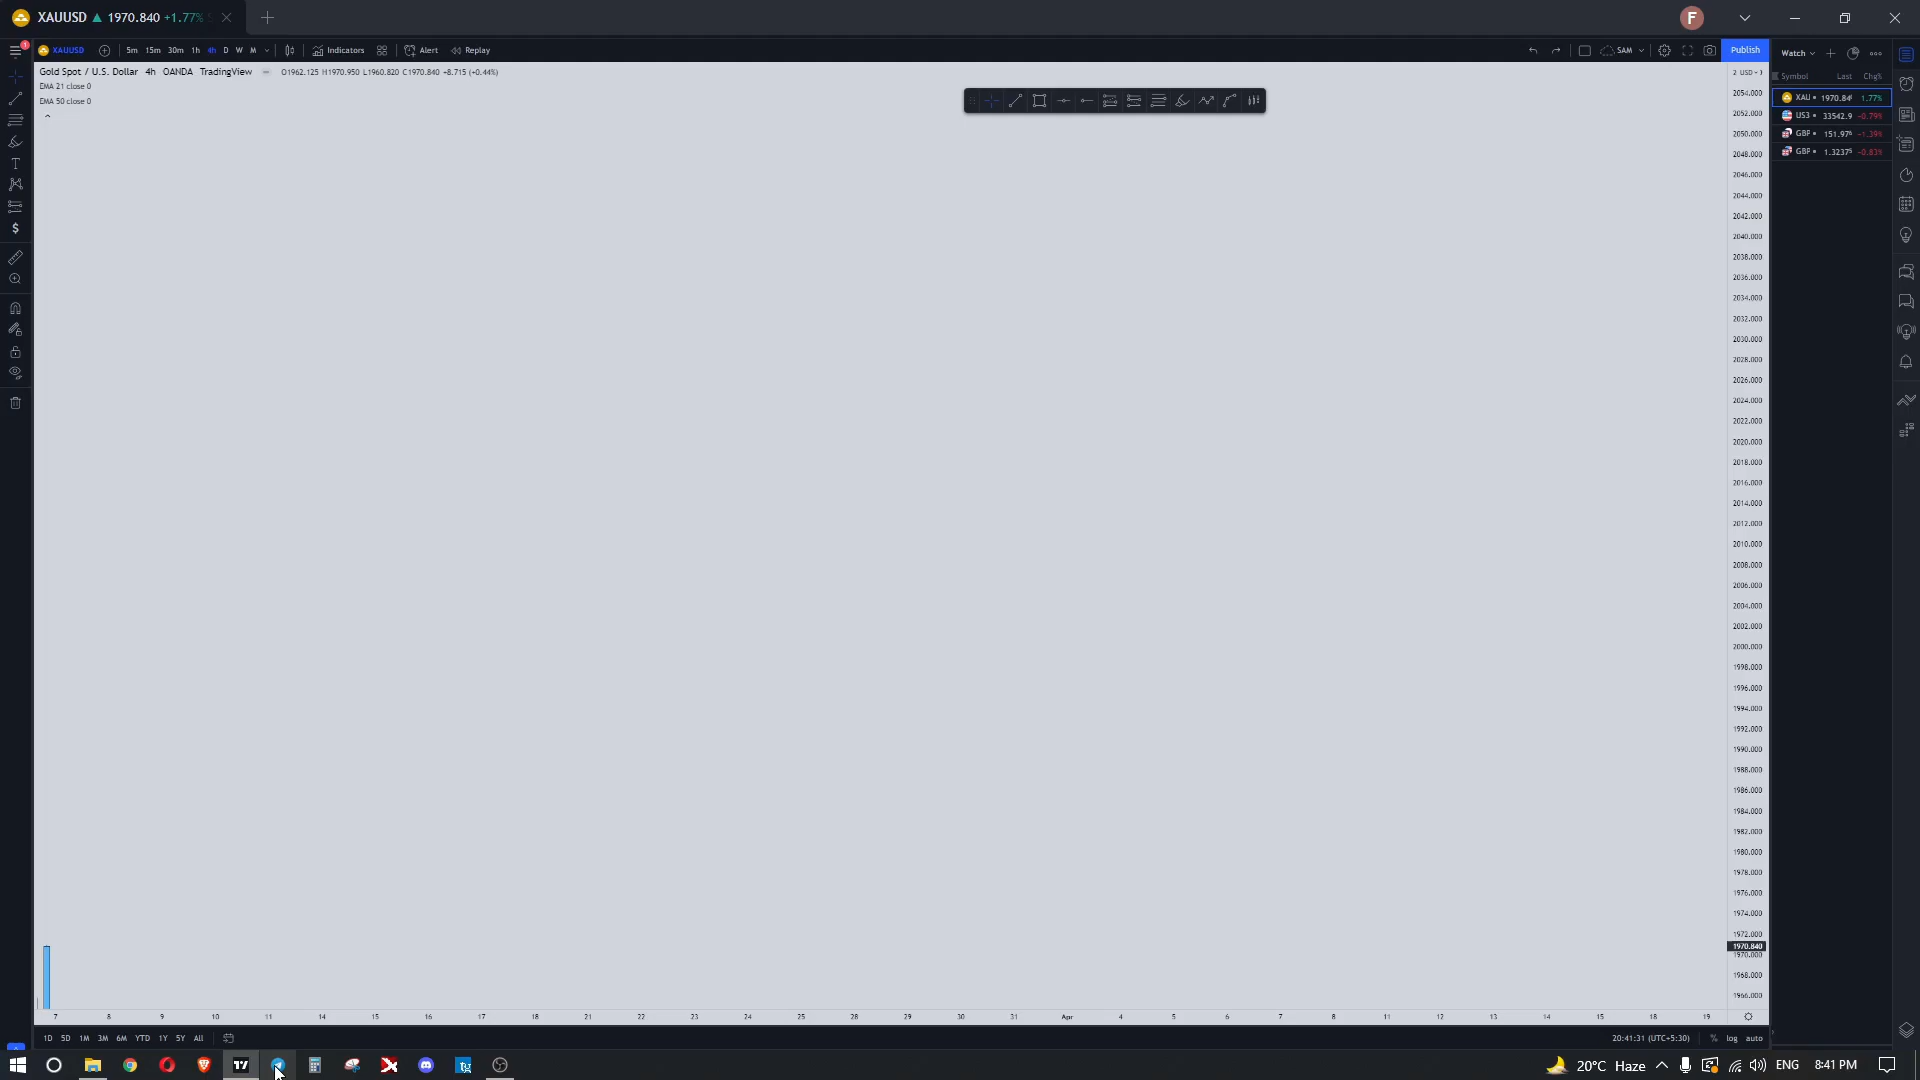 XAUUSD ▲ 1970.840 +1.77%
F
XAUUSD
5m 15m 30m 1h 4h D W M
Indicators
Alert
Replay
SAM
Publish
Watch
Gold Spot / U.S. Dollar 4h OANDA TradingView
O1962.125 H1970.950 L1960.820 C1970.840 +8.715 (+0.44%)
EMA 21 close 0
EMA 50 close 0
Symbol Last Chg%
XAU 1970.84 1.77%
US3 33542.9 -0.79%
GBP 151.97⁶ -1.39%
GBP 1.3237⁵ -0.83%
USD
2054.000
2052.000
2050.000
2048.000
2046.000
2044.000
2042.000
2040.000
2038.000
2036.000
2034.000
2032.000
2030.000
2028.000
2026.000
2024.000
2022.000
2020.000
2018.000
2016.000
2014.000
2012.000
2010.000
2008.000
2006.000
2004.000
2002.000
2000.000
1998.000
1996.000
1994.000
1992.000
1990.000
1988.000
1986.000
1984.000
1982.000
1980.000
1978.000
1976.000
1974.000
1972.000
1970.840
1970.000
1968.000
1966.000
7 8 9 10 11 14 15 16 17 18 21 22 23 24 25 28 29 30 31 Apr 4 5 6 7 8 11 12 13 14 15 18 19
1D 5D 1M 3M 6M YTD 1Y 5Y All
20:41:31 (UTC+5:30)
% log auto
20°C Haze
ENG
8:41 PM